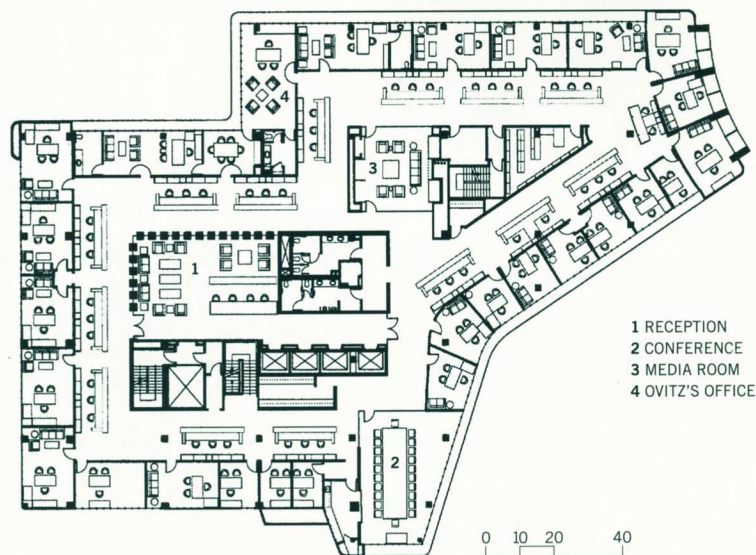 4
3
1
2
1 RECEPTION
2 CONFERENCE
3 MEDIA ROOM
4 OVITZ'S OFFICE
0 10 20 40